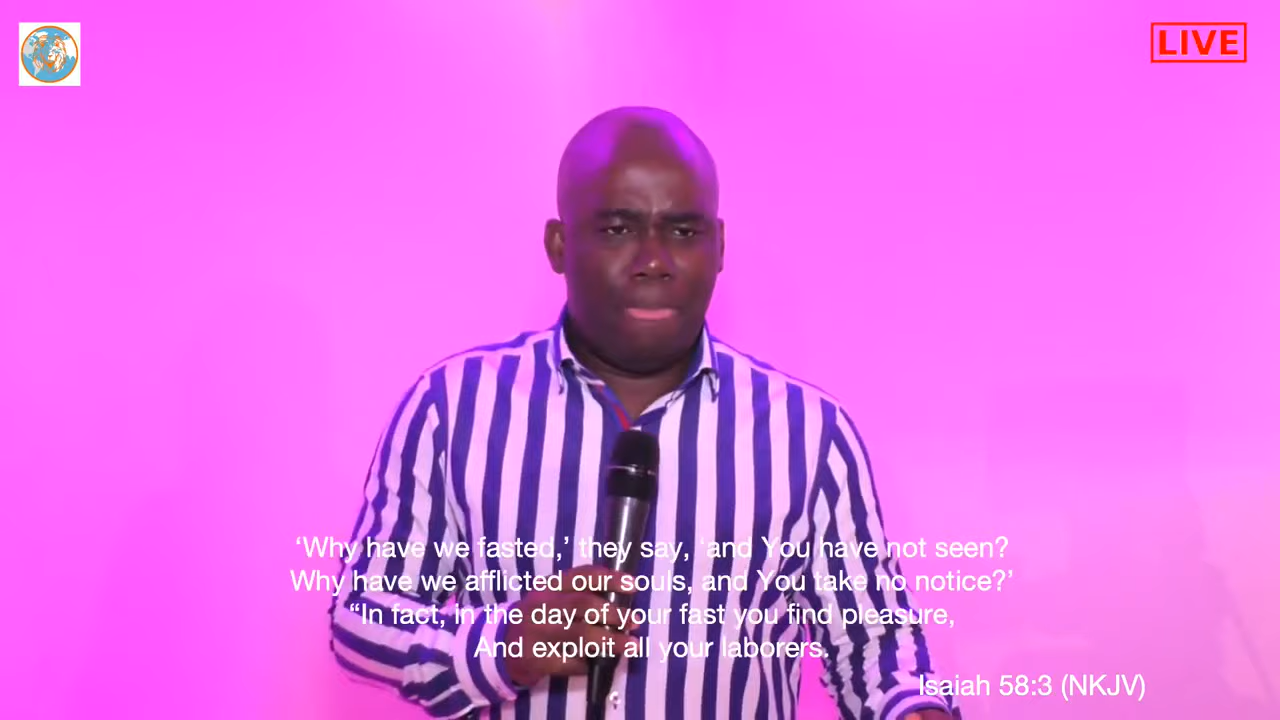 LIVE
‘Why have we fasted,’ they say, ‘and You have not seen?
Why have we afflicted our souls, and You take no notice?’
“In fact, in the day of your fast you find pleasure,
And exploit all your laborers.
Isaiah 58:3 (NKJV)